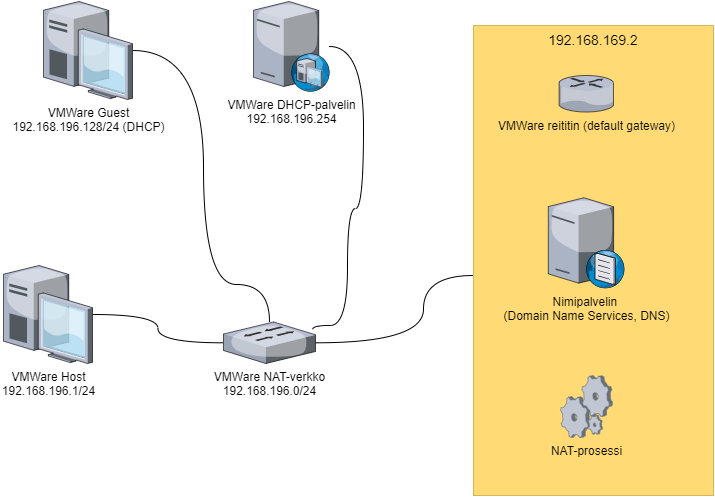 VMWare Guest
192.168.196.128/24 (DHCP)
VMWare DHCP-palvelin
192.168.196.254
192.168.169.2
VMWare reititin (default gateway)
Nimipalvelin
(Domain Name Services, DNS)
VMWare Host
192.168.196.1/24
VMWare NAT-verkko
192.168.196.0/24
NAT-prosessi